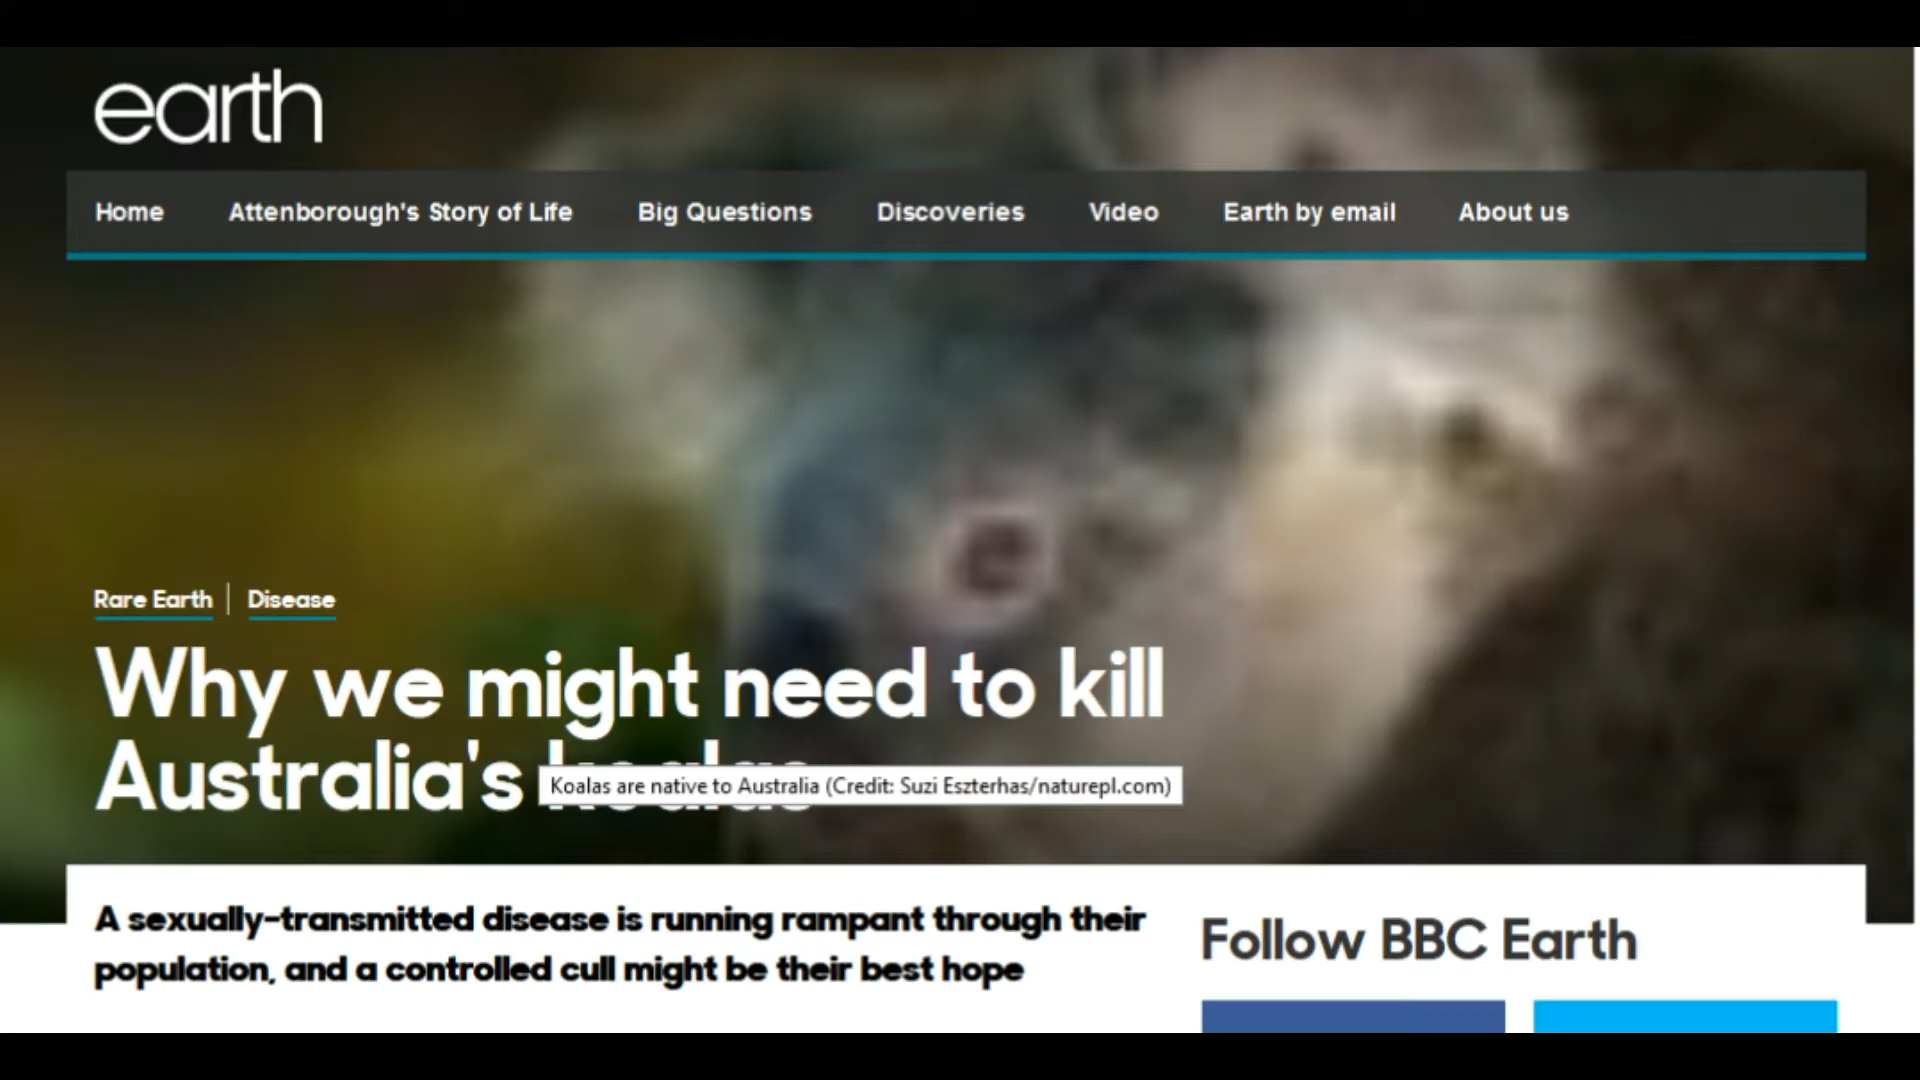 earth
Home Attenborough's Story of Life Big Questions Discoveries Video Earth by email About us
Rare Earth | Disease
Why we might need to kill
Australia's koalas
Koalas are native to Australia (Credit: Suzi Eszterhas/naturepl.com)
A sexually-transmitted disease is running rampant through their
population, and a controlled cull might be their best hope
Follow BBC Earth